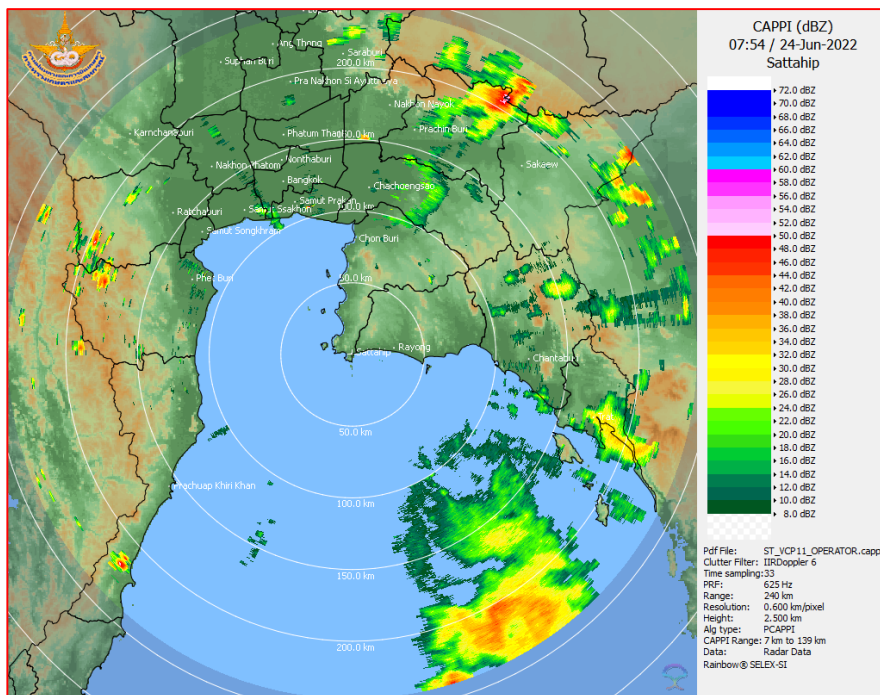 CAPPI (dBZ)
07:54 / 24-Jun-2022
Sattahip
72.0 dBZ
70.0 dBZ
68.0 dBZ
66.0 dBZ
64.0 dBZ
62.0 dBZ
60.0 dBZ
58.0 dBZ
56.0 dBZ
54.0 dBZ
52.0 dBZ
50.0 dBZ
48.0 dBZ
46.0 dBZ
44.0 dBZ
42.0 dBZ
40.0 dBZ
38.0 dBZ
36.0 dBZ
34.0 dBZ
32.0 dBZ
30.0 dBZ
28.0 dBZ
26.0 dBZ
24.0 dBZ
22.0 dBZ
20.0 dBZ
18.0 dBZ
16.0 dBZ
14.0 dBZ
12.0 dBZ
10.0 dBZ
8.0 dBZ
Pdf File: ST_VCP11_OPERATOR.capp
Clutter Filter: IIRDoppler 6
Time sampling:33
PRF: 625 Hz
Range: 240 km
Resolution: 0.600 km/pixel
Height: 2.500 km
Alg type: PCAPPI
CAPPI Range: 7 km to 139 km
Data: Radar Data
Rainbow® SELEX-SI
Ang Thong
Saraburi
Suphan Buri
200.0 km
Pra Nakhon Si Ayutthaya
Nakhon Nayok
Karnchanaburi
Phatum Thani
Prachin Buri
Nakhon Phatom
Nonthaburi
Sakaew
Bangkok
Chachoengsao
Samut Prakan
Ratchaburi
Samut Ssakhon
100.0 km
Samut Songkhram
Chon Buri
Phet Buri
50.0 km
Sattahip
Rayong
Chantaburi
50.0 km
Prachuap Khiri Khan
100.0 km
150.0 km
200.0 km